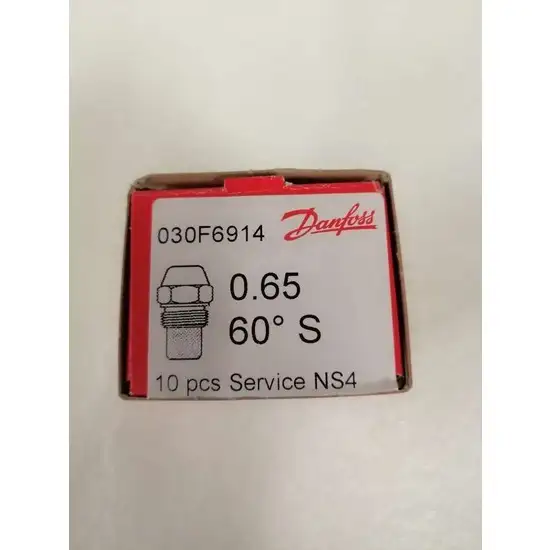 030F6914 Danfoss
0.65
60° S
10 pcs Service NS4